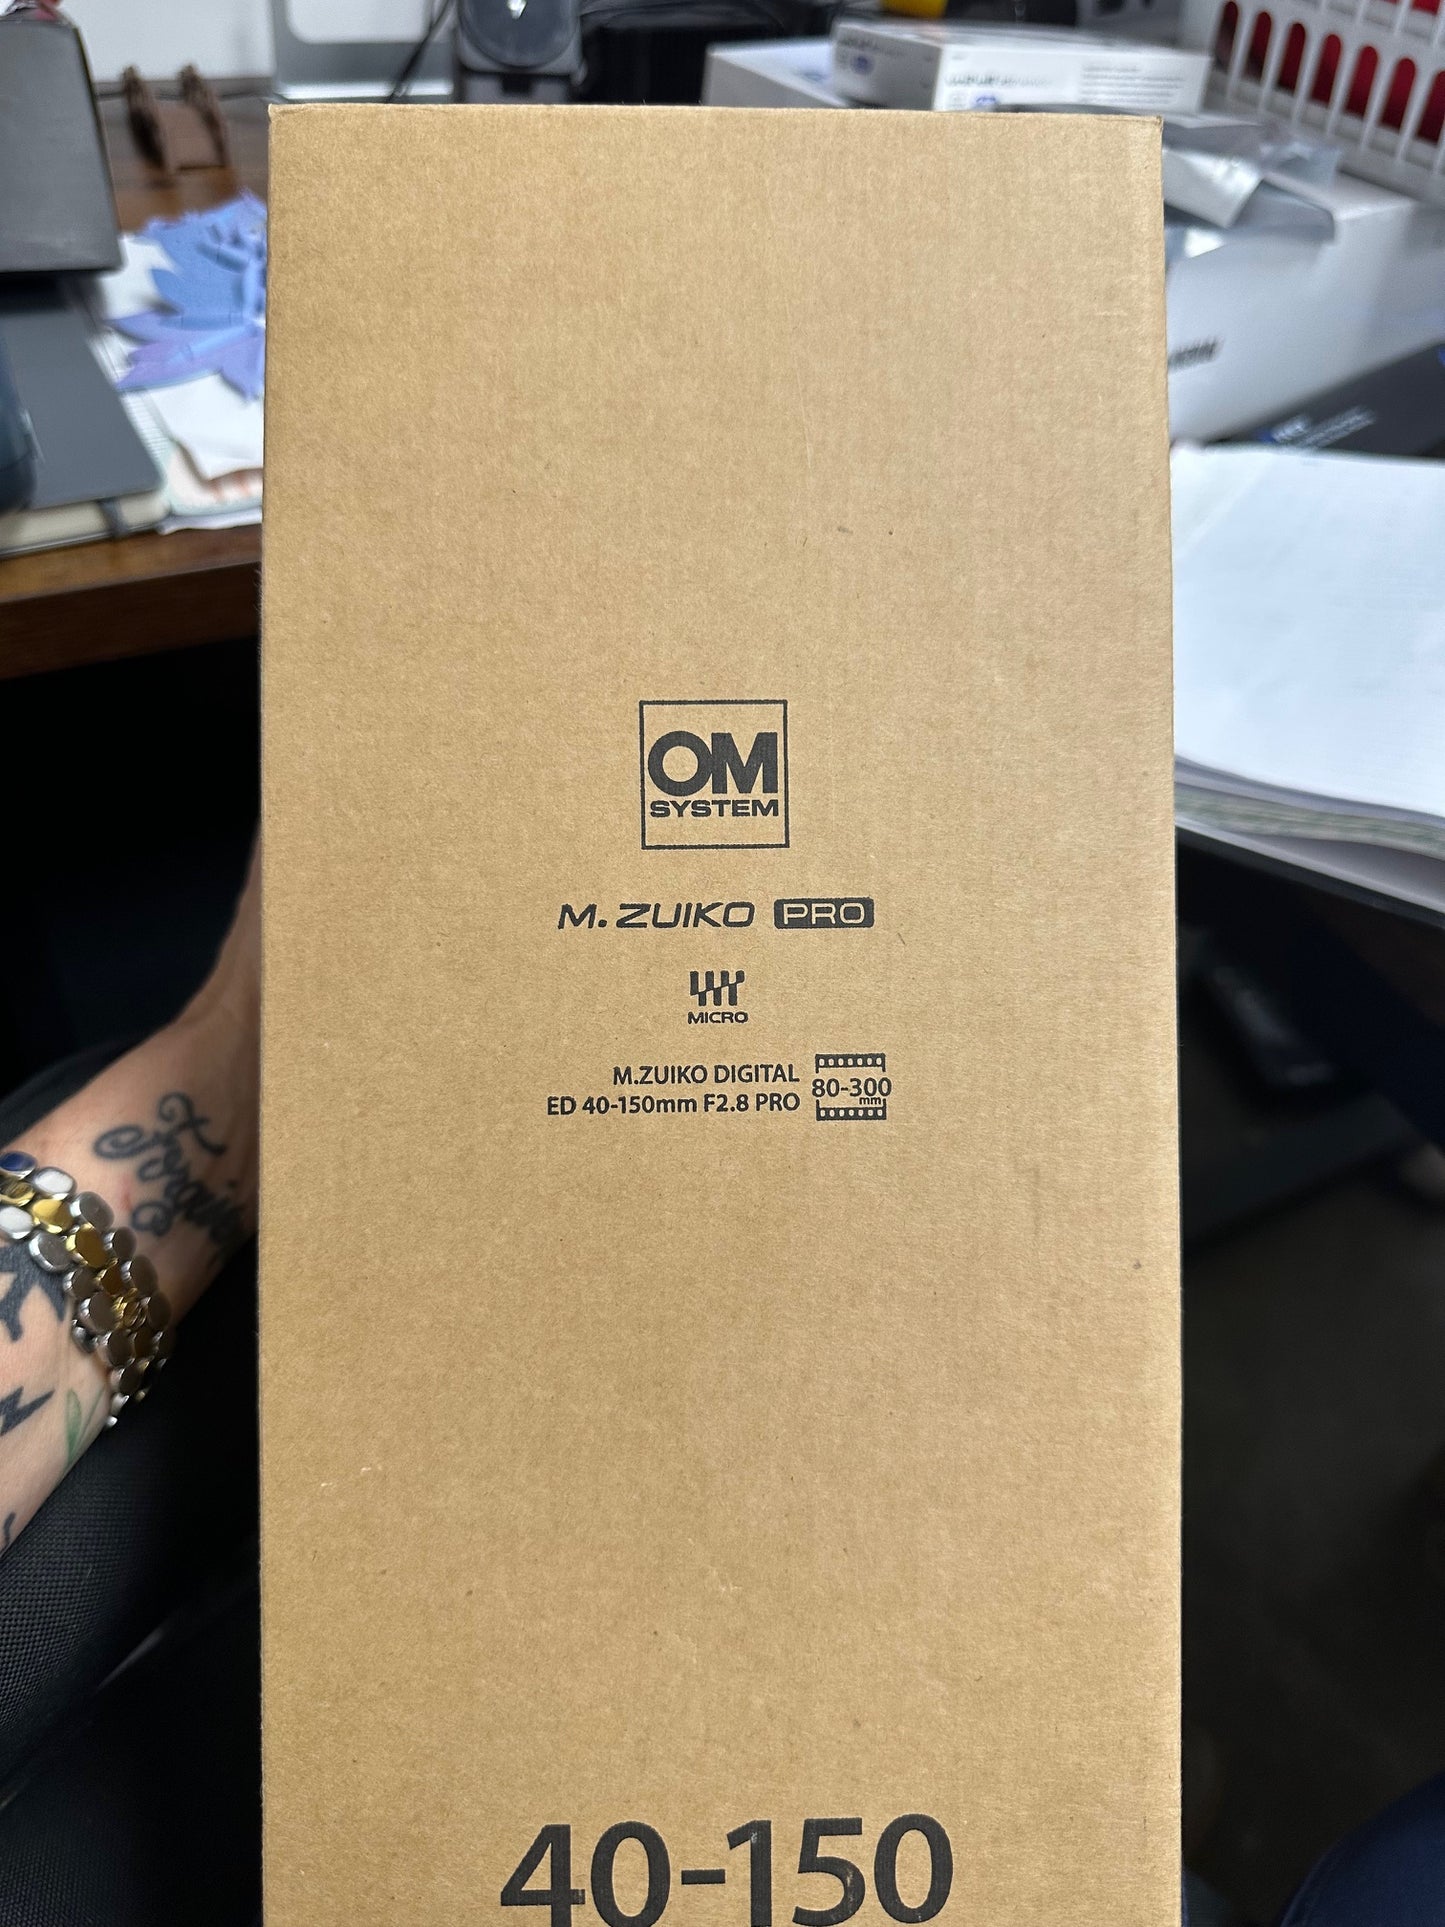 OM
SYSTEM
M. ZUIKO PRO
MICRO
M.ZUIKO DIGITAL
ED 40-150mm F2.8 PRO
80-300
mm
40-150